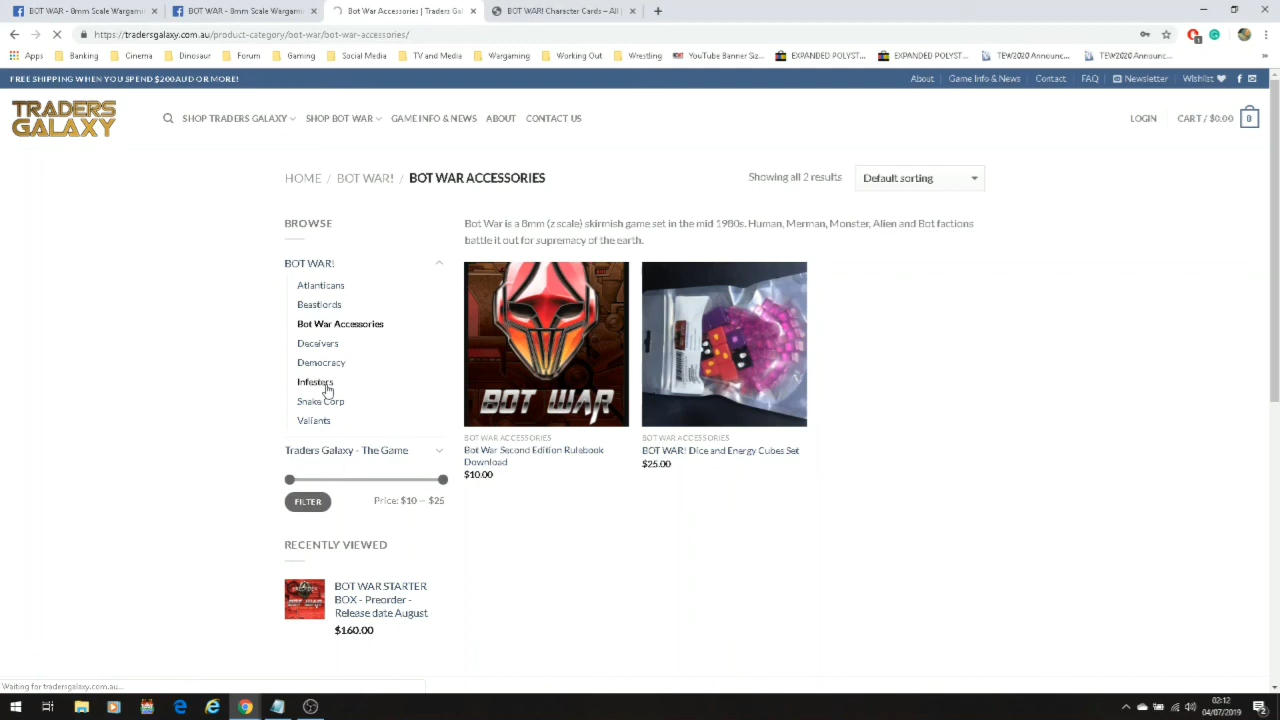 BOT WAR - 8mm Scale Wargam
BOT WAR - 8mm Scale Wargami
Bot War Accessories | Traders Gal
BOT WAR! Character Cards – All
https://tradersgalaxy.com.au/product-category/bot-war/bot-war-accessories/
Apps Banking Cinema Dinosaur Forum Gaming Social Media TV and Media Wargaming Working Out Wrestling YouTube Banner Siz... EXPANDED POLYST... EXPANDED POLYST... TEW2020 Announc... TEW2020 Announc...
FREE SHIPPING WHEN YOU SPEND $200AUD OR MORE!
About Game Info & News Contact FAQ Newsletter Wishlist
TRADERS
GALAXY
SHOP TRADERS GALAXY SHOP BOT WAR GAME INFO & NEWS ABOUT CONTACT US
LOGIN CART / $0.00 0
HOME / BOT WAR! / BOT WAR ACCESSORIES
Showing all 2 results Default sorting
BROWSE
BOT WAR!
Atlanticans
Beastlords
Bot War Accessories
Deceivers
Democracy
Infesters
Snake Corp
Valiants
Traders Galaxy - The Game
FILTER Price: $10 — $25
RECENTLY VIEWED
BOT WAR STARTER
BOX - Preorder -
Release date August
$160.00
Bot War is a 8mm (z scale) skirmish game set in the mid 1980s. Human, Merman, Monster, Alien and Bot factions
battle it out for supremacy of the earth.
BOT WAR
BOT WAR ACCESSORIES
Bot War Second Edition Rulebook
Download
$10.00
BOT WAR ACCESSORIES
BOT WAR! Dice and Energy Cubes Set
$25.00
Waiting for tradersgalaxy.com.au...
02:12
04/07/2019
2